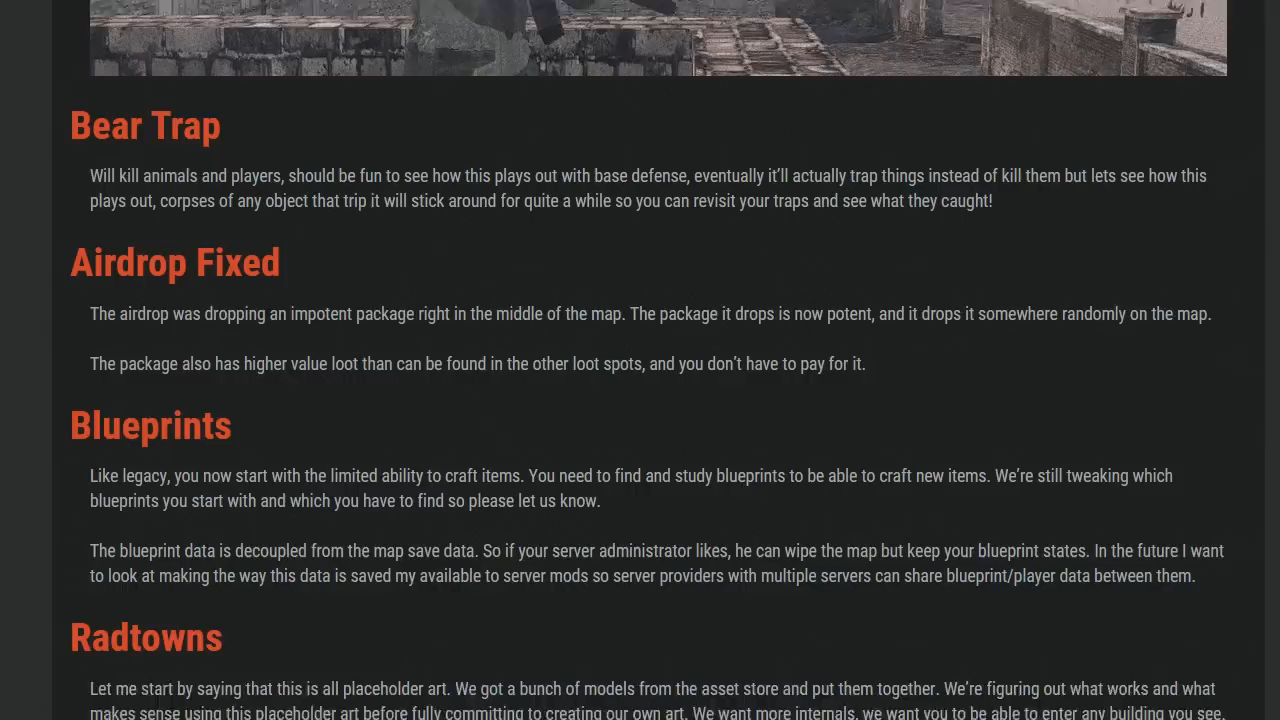 Bear Trap
Will kill animals and players, should be fun to see how this plays out with base defense, eventually it’ll actually trap things instead of kill them but lets see how this
plays out, corpses of any object that trip it will stick around for quite a while so you can revisit your traps and see what they caught!
Airdrop Fixed
The airdrop was dropping an impotent package right in the middle of the map. The package it drops is now potent, and it drops it somewhere randomly on the map.
The package also has higher value loot than can be found in the other loot spots, and you don’t have to pay for it.
Blueprints
Like legacy, you now start with the limited ability to craft items. You need to find and study blueprints to be able to craft new items. We’re still tweaking which
blueprints you start with and which you have to find so please let us know.
The blueprint data is decoupled from the map save data. So if your server administrator likes, he can wipe the map but keep your blueprint states. In the future I want
to look at making the way this data is saved my available to server mods so server providers with multiple servers can share blueprint/player data between them.
Radtowns
Let me start by saying that this is all placeholder art. We got a bunch of models from the asset store and put them together. We’re figuring out what works and what
makes sense using this placeholder art before fully committing to creating our own art. We want more internals, we want you to be able to enter any building you see.